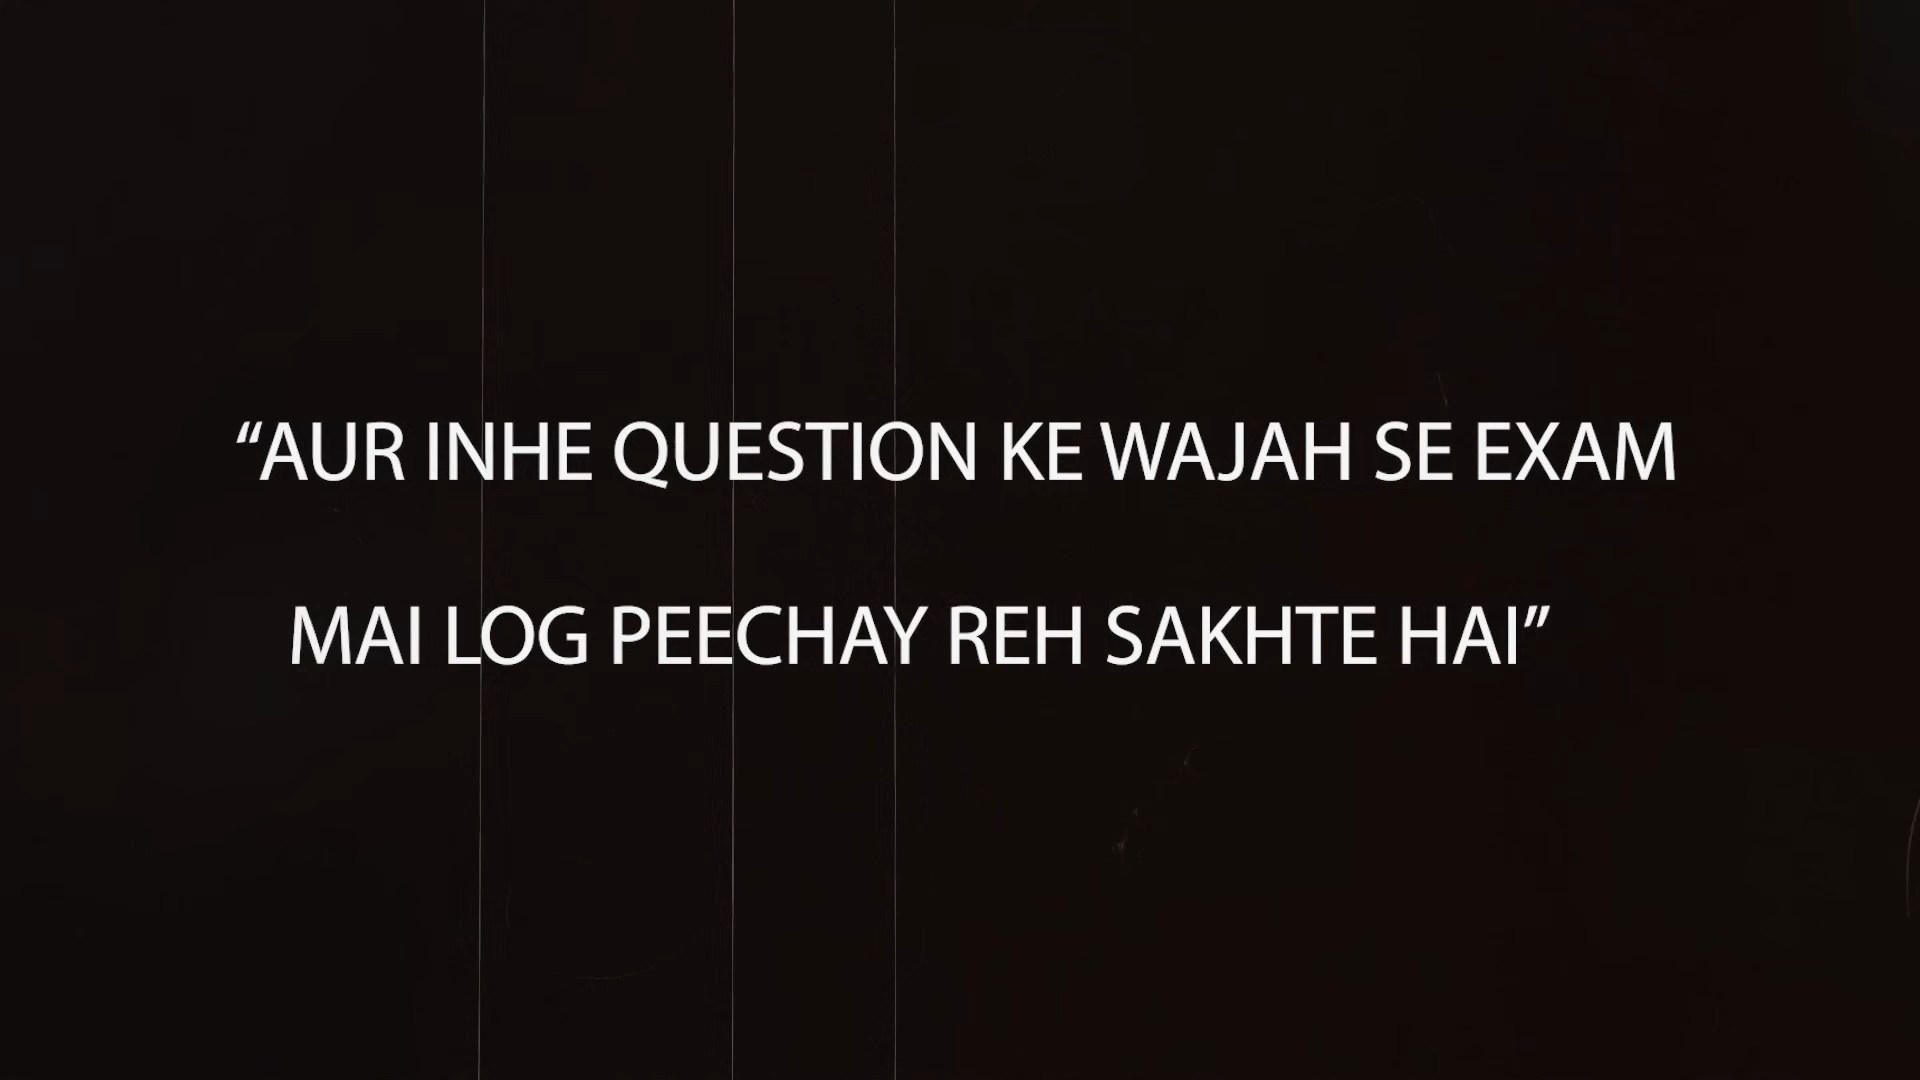 “AUR INHE QUESTION KE WAJAH SE EXAM
MAI LOG PEECHAY REH SAKHTE HAI”